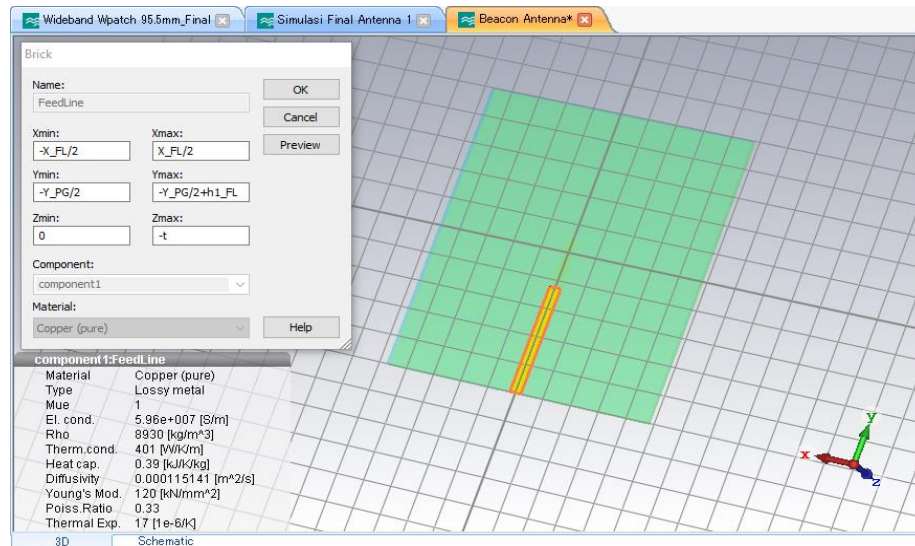 Wideband Wpatch 95.5mm_Final
Simulasi Final Antenna 1
Beacon Antenna*
Brick
Name:
FeedLine
OK
Cancel
Xmin:
Xmax:
Preview
-X_FL/2
X_FL/2
Ymin:
Ymax:
-Y_PG/2
-Y_PG/2+h1_FL
Zmin:
Zmax:
0
-t
Component:
component1
Material:
Copper (pure)
Help
component1:FeedLine
Material Copper (pure)
Type Lossy metal
Mue 1
El. cond. 5.96e+007 [S/m]
Rho 8930 [kg/m^3]
Therm.cond. 401 [W/K/m]
Heat cap. 0.39 [kJ/K/kg]
Diffusivity 0.000115141 [m^2/s]
Young's Mod. 120 [kN/mm^2]
Poiss.Ratio 0.33
Thermal Exp. 17 [1e-6/K]
y
x
z
3D
Schematic